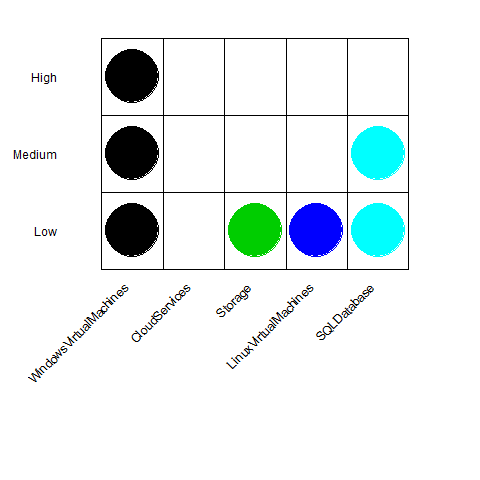 High
Medium
Low
WindowsVirtualMachines
CloudServices
Storage
LinuxVirtualMachines
SQLDatabase